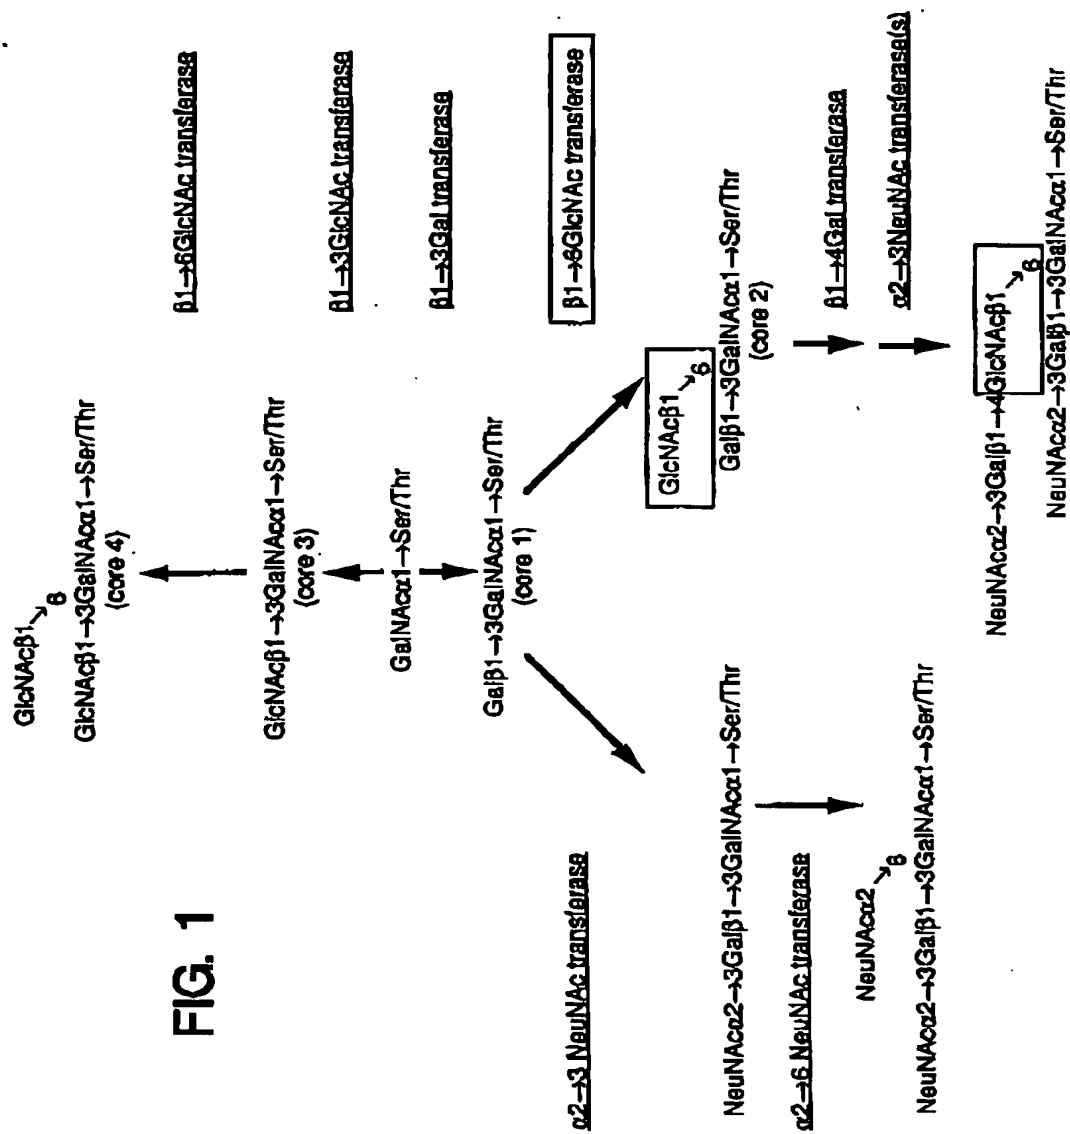 FIG. 1
GlcNAcβ1
↘6
GlcNAcβ1→3GalNAcα1→Ser/Thr
(core 4)
β1→6GlcNAc transferase
GlcNAcβ1→3GalNAcα1→Ser/Thr
(core 3)
β1→3GlcNAc transferase
GalNAcα1→Ser/Thr
β1→3Gal transferase
Galβ1→3GalNAcα1→Ser/Thr
(core 1)
α2→3 NeuNAc transferase
β1→6GlcNAc transferase
GlcNAcβ1
↘6
Galβ1→3GalNAcα1→Ser/Thr
(core 2)
NeuNAcα2→3Galβ1→3GalNAcα1→Ser/Thr
α2→6 NeuNAc transferase
β1→4Gal transferase
α2→3NeuNAc transferase(s)
NeuNAcα2
↘6
NeuNAcα2→3Galβ1→3GalNAcα1→Ser/Thr
NeuNAcα2→3Galβ1→4GlcNAcβ1
↘6
NeuNAcα2→3Galβ1→3GalNAcα1→Ser/Thr